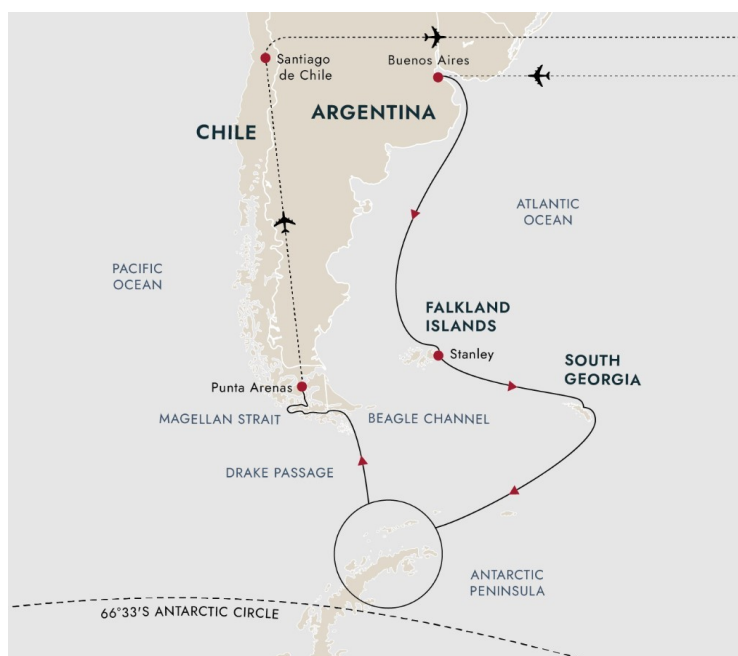 Santiago
de Chile
Buenos Aires
ARGENTINA
CHILE
ATLANTIC
OCEAN
PACIFIC
OCEAN
FALKLAND
ISLANDS
Stanley
SOUTH
GEORGIA
Punta Arenas
MAGELLAN STRAIT
BEAGLE CHANNEL
DRAKE PASSAGE
ANTARCTIC
PENINSULA
66°33'S ANTARCTIC CIRCLE